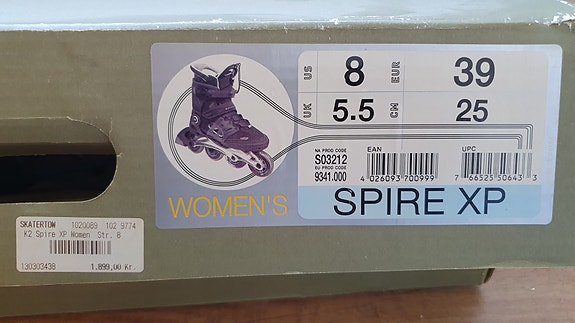 US 8 EUR 39
UK 5.5 CM 25
NA PROD CODE
S03212
EU PROD CODE
9341.000
EAN
4 026093 700999
UPC
7 66525 50643 3
WOMEN'S
SPIRE XP
SKATERTOW 1020089 102 9774
K2 Spire XP Women Str. 8
130303438 1.899,00 Kr.